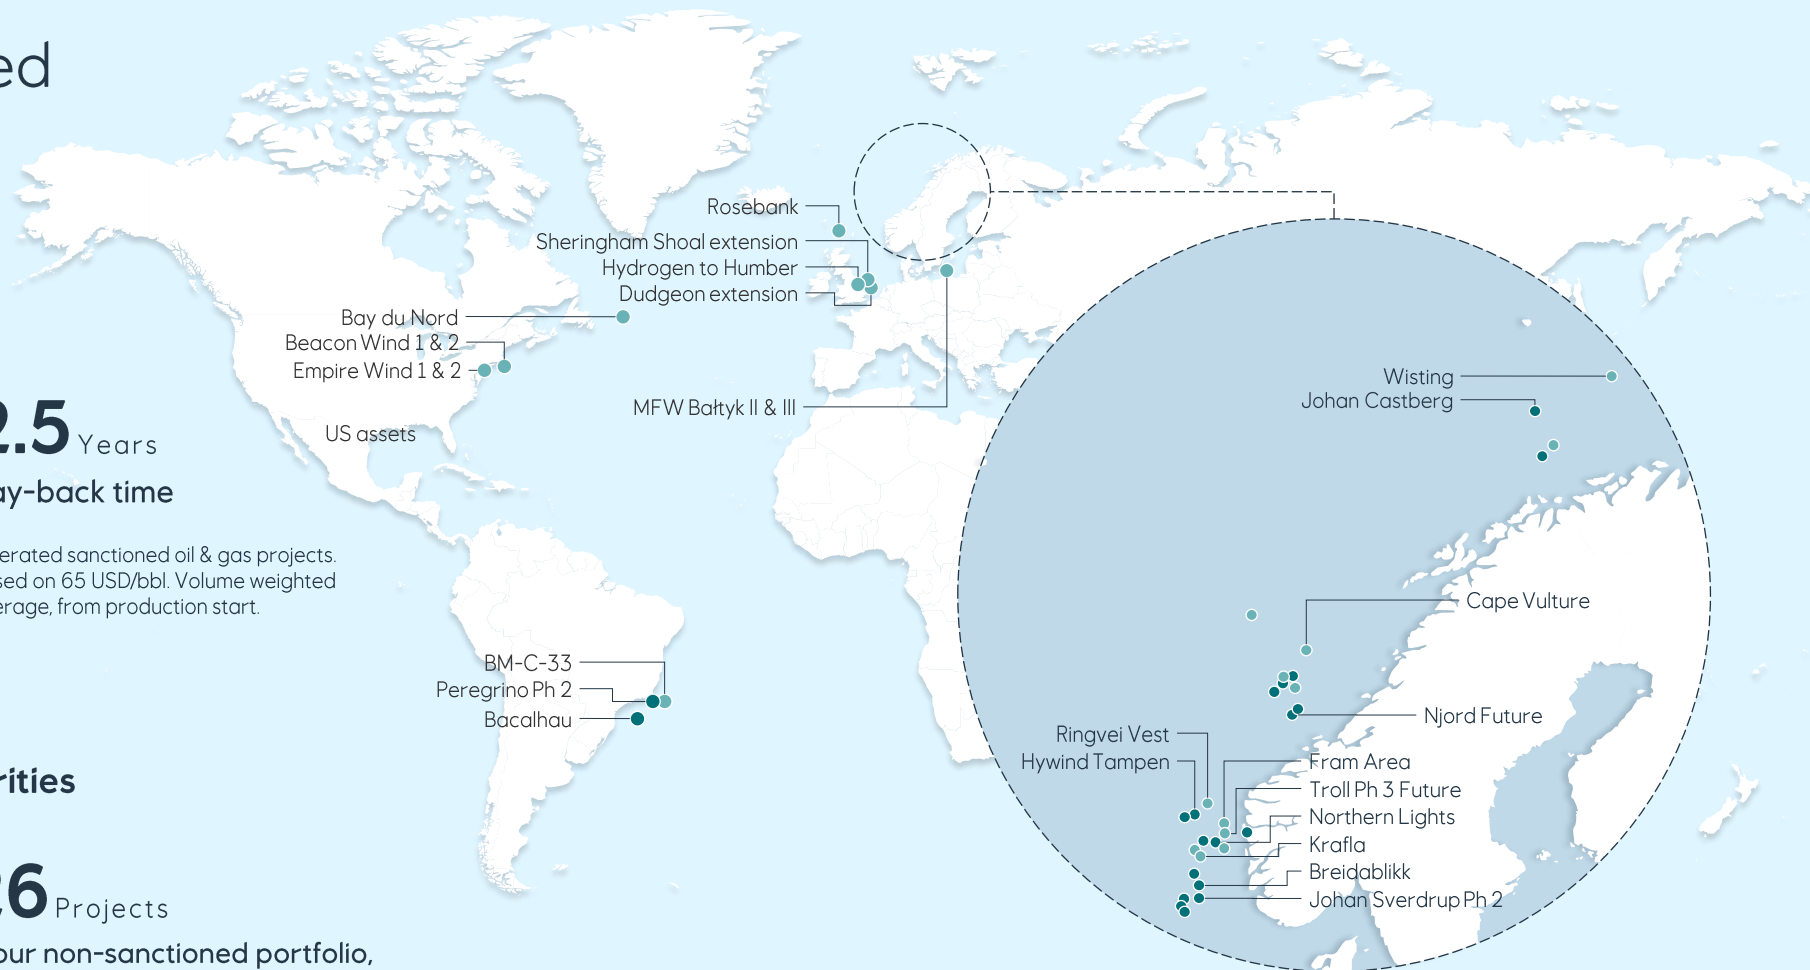 ed
Rosebank
Sheringham Shoal extension
Hydrogen to Humber
Dudgeon extension
Bay du Nord
Beacon Wind 1 & 2
Empire Wind 1 & 2
MFW Bałtyk II & III
US assets
2.5 Years
ay-back time
erated sanctioned oil & gas projects.
sed on 65 USD/bbl. Volume weighted
erage, from production start.
BM-C-33
Peregrino Ph 2
Bacalhau
Wisting
Johan Castberg
Cape Vulture
Njord Future
Ringvei Vest
Hywind Tampen
Fram Area
Troll Ph 3 Future
Northern Lights
Krafla
Breidablikk
Johan Sverdrup Ph 2
rities
26 Projects
our non-sanctioned portfolio,